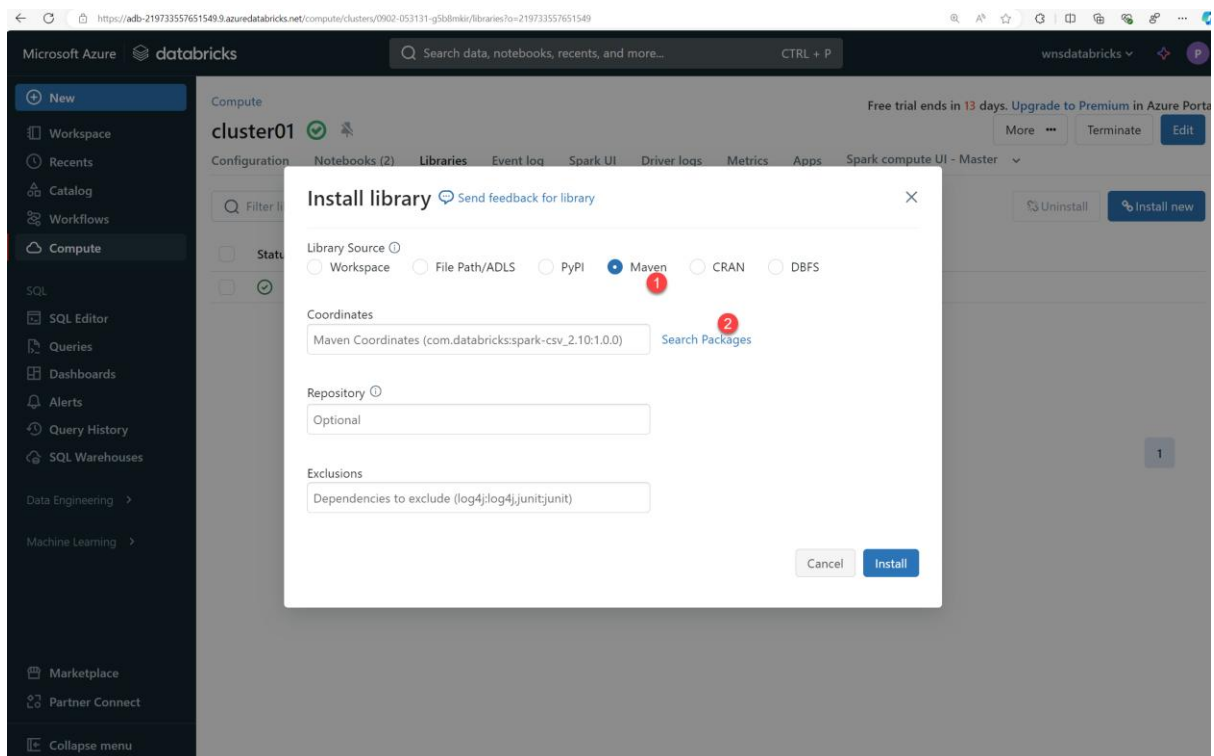 https://adb-219733557651549.9.azuredatabricks.net/compute/clusters/0902-053131-g5b8mkir/libraries?o=219733557651549
Microsoft Azure databricks Search data, notebooks, recents, and more... CTRL + P wnsdatabricks P
New
Workspace
Recents
Catalog
Workflows
Compute
SQL
SQL Editor
Queries
Dashboards
Alerts
Query History
SQL Warehouses
Data Engineering
Machine Learning
Marketplace
Partner Connect
Collapse menu
Compute
Free trial ends in 13 days. Upgrade to Premium in Azure Porta
cluster01 More Terminate Edit
Configuration Notebooks (2) Libraries Event log Spark UI Driver logs Metrics Apps Spark compute UI - Master
Filter li Uninstall Install new
Statu
Install library Send feedback for library
Library Source
Workspace File Path/ADLS PyPI Maven CRAN DBFS
1
Coordinates
2
Maven Coordinates (com.databricks:spark-csv_2.10:1.0.0) Search Packages
Repository
Optional
Exclusions
Dependencies to exclude (log4j:log4j,junit:junit)
Cancel Install
1